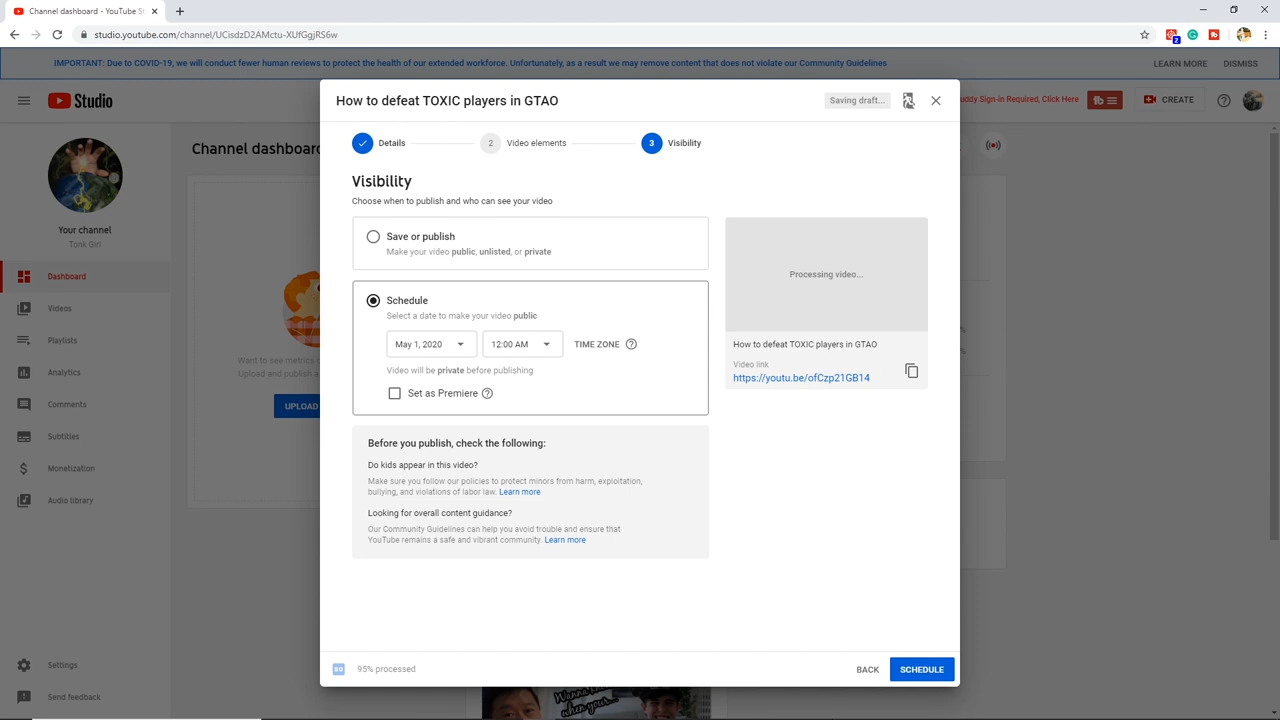 Channel dashboard - YouTube St
studio.youtube.com/channel/UCisdzD2AMctu-XUfGgjRS6w
2
IMPORTANT: Due to COVID-19, we will conduct fewer human reviews to protect the health of our extended workforce. Unfortunately, as a result we may remove content that does not violate our Community Guidelines
LEARN MORE
DISMISS
Studio
uddy Sign-in Required, Click Here
tb
CREATE
How to defeat TOXIC players in GTAO
Saving draft...
Details
2
Video elements
3
Visibility
Channel dashboard
Your channel
Tonk Girl
Dashboard
Videos
Playlists
Analytics
Comments
Subtitles
Monetization
Audio library
Settings
Send feedback
Want to see metrics o
Upload and publish a
UPLOAD
Visibility
Choose when to publish and who can see your video
Save or publish
Make your video public, unlisted, or private
Schedule
Select a date to make your video public
May 1, 2020
12:00 AM
TIME ZONE
Video will be private before publishing
Set as Premiere
Before you publish, check the following:
Do kids appear in this video?
Make sure you follow our policies to protect minors from harm, exploitation,
bullying, and violations of labor law. Learn more
Looking for overall content guidance?
Our Community Guidelines can help you avoid trouble and ensure that
YouTube remains a safe and vibrant community. Learn more
Processing video...
How to defeat TOXIC players in GTAO
Video link
https://youtu.be/ofCzp21GB14
95% processed
BACK
SCHEDULE
when your...